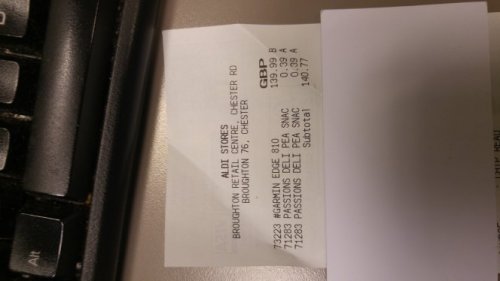 ALDI STORES
BROUGHTON RETAIL CENTRE, CHESTER RD
BROUGHTON 76, CHESTER
GBP
73223 #GARMIN EDGE 810 139.99 B
71283 PASSIONS DELI PEA SNAC 0.39 A
71283 PASSIONS DELI PEA SNAC 0.39 A
Subtotal 140.77
Alt